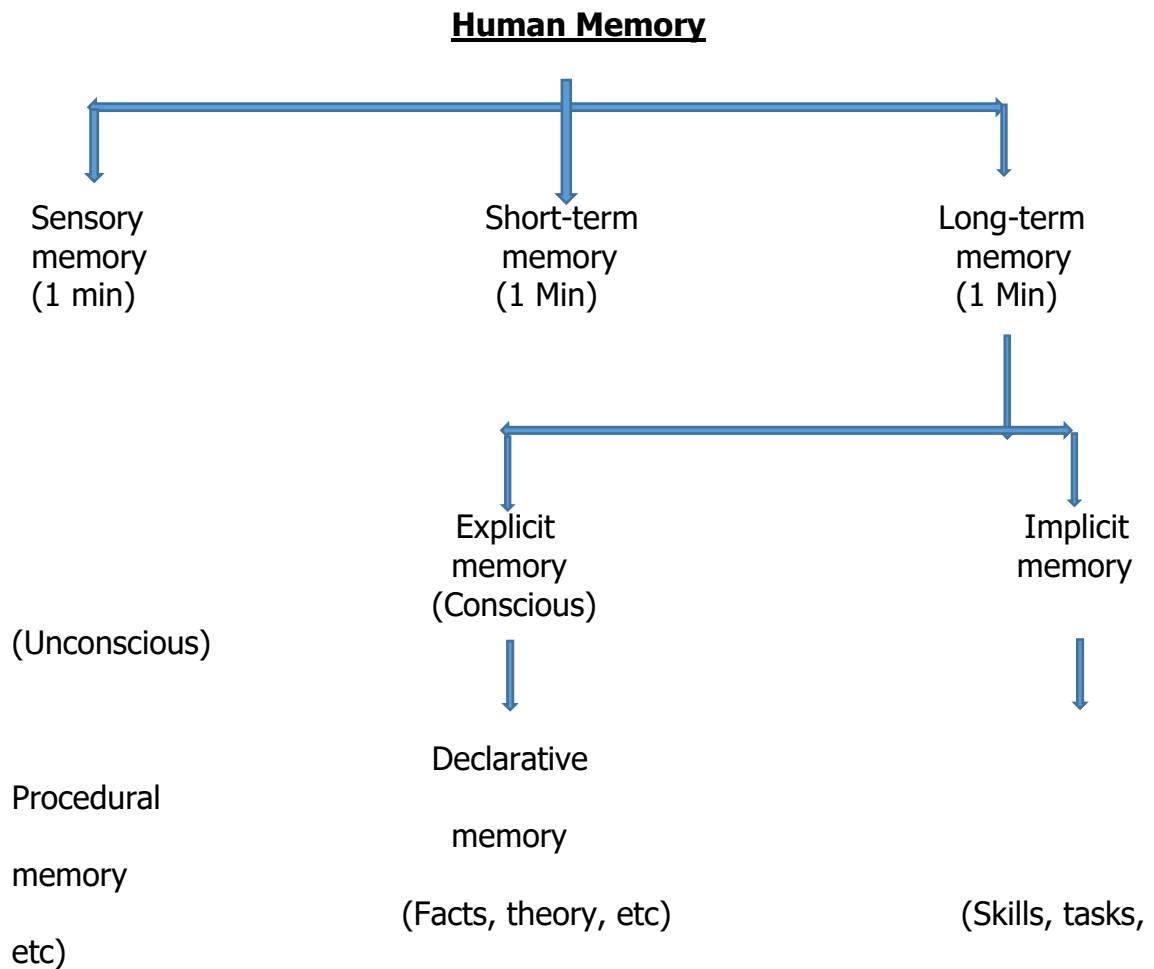 Human Memory
Sensory Short-term Long-term
memory memory memory
(1 min) (1 Min) (1 Min)
Explicit Implicit
memory memory
(Conscious)
(Unconscious)
Declarative
Procedural
memory
memory
(Facts, theory, etc) (Skills, tasks,
etc)